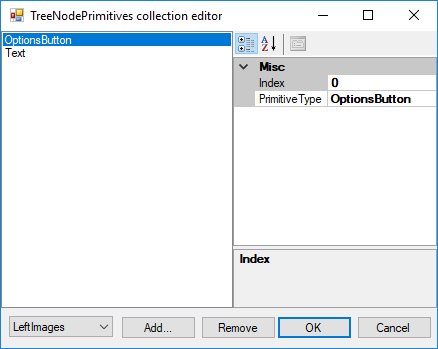 TreeNodePrimitives collection editor
OptionsButton
Text
A
Z
Misc
Index 0
PrimitiveType OptionsButton
Index
LeftImages
Add...
Remove
OK
Cancel